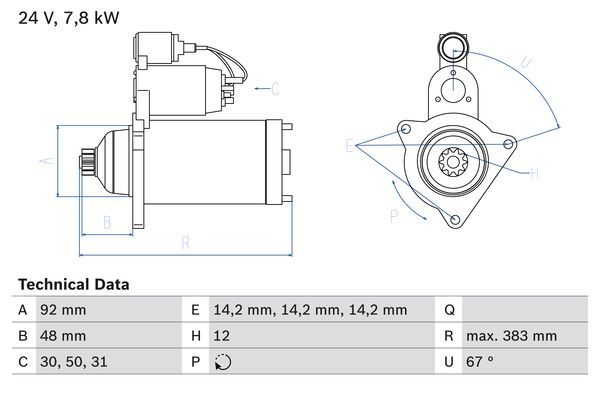 24 V, 7,8 kW
U
C
A
E
H
B
P
R
Technical Data
A 92 mm E 14,2 mm, 14,2 mm, 14,2 mm Q
B 48 mm H 12 R max. 383 mm
C 30, 50, 31 P U 67 °